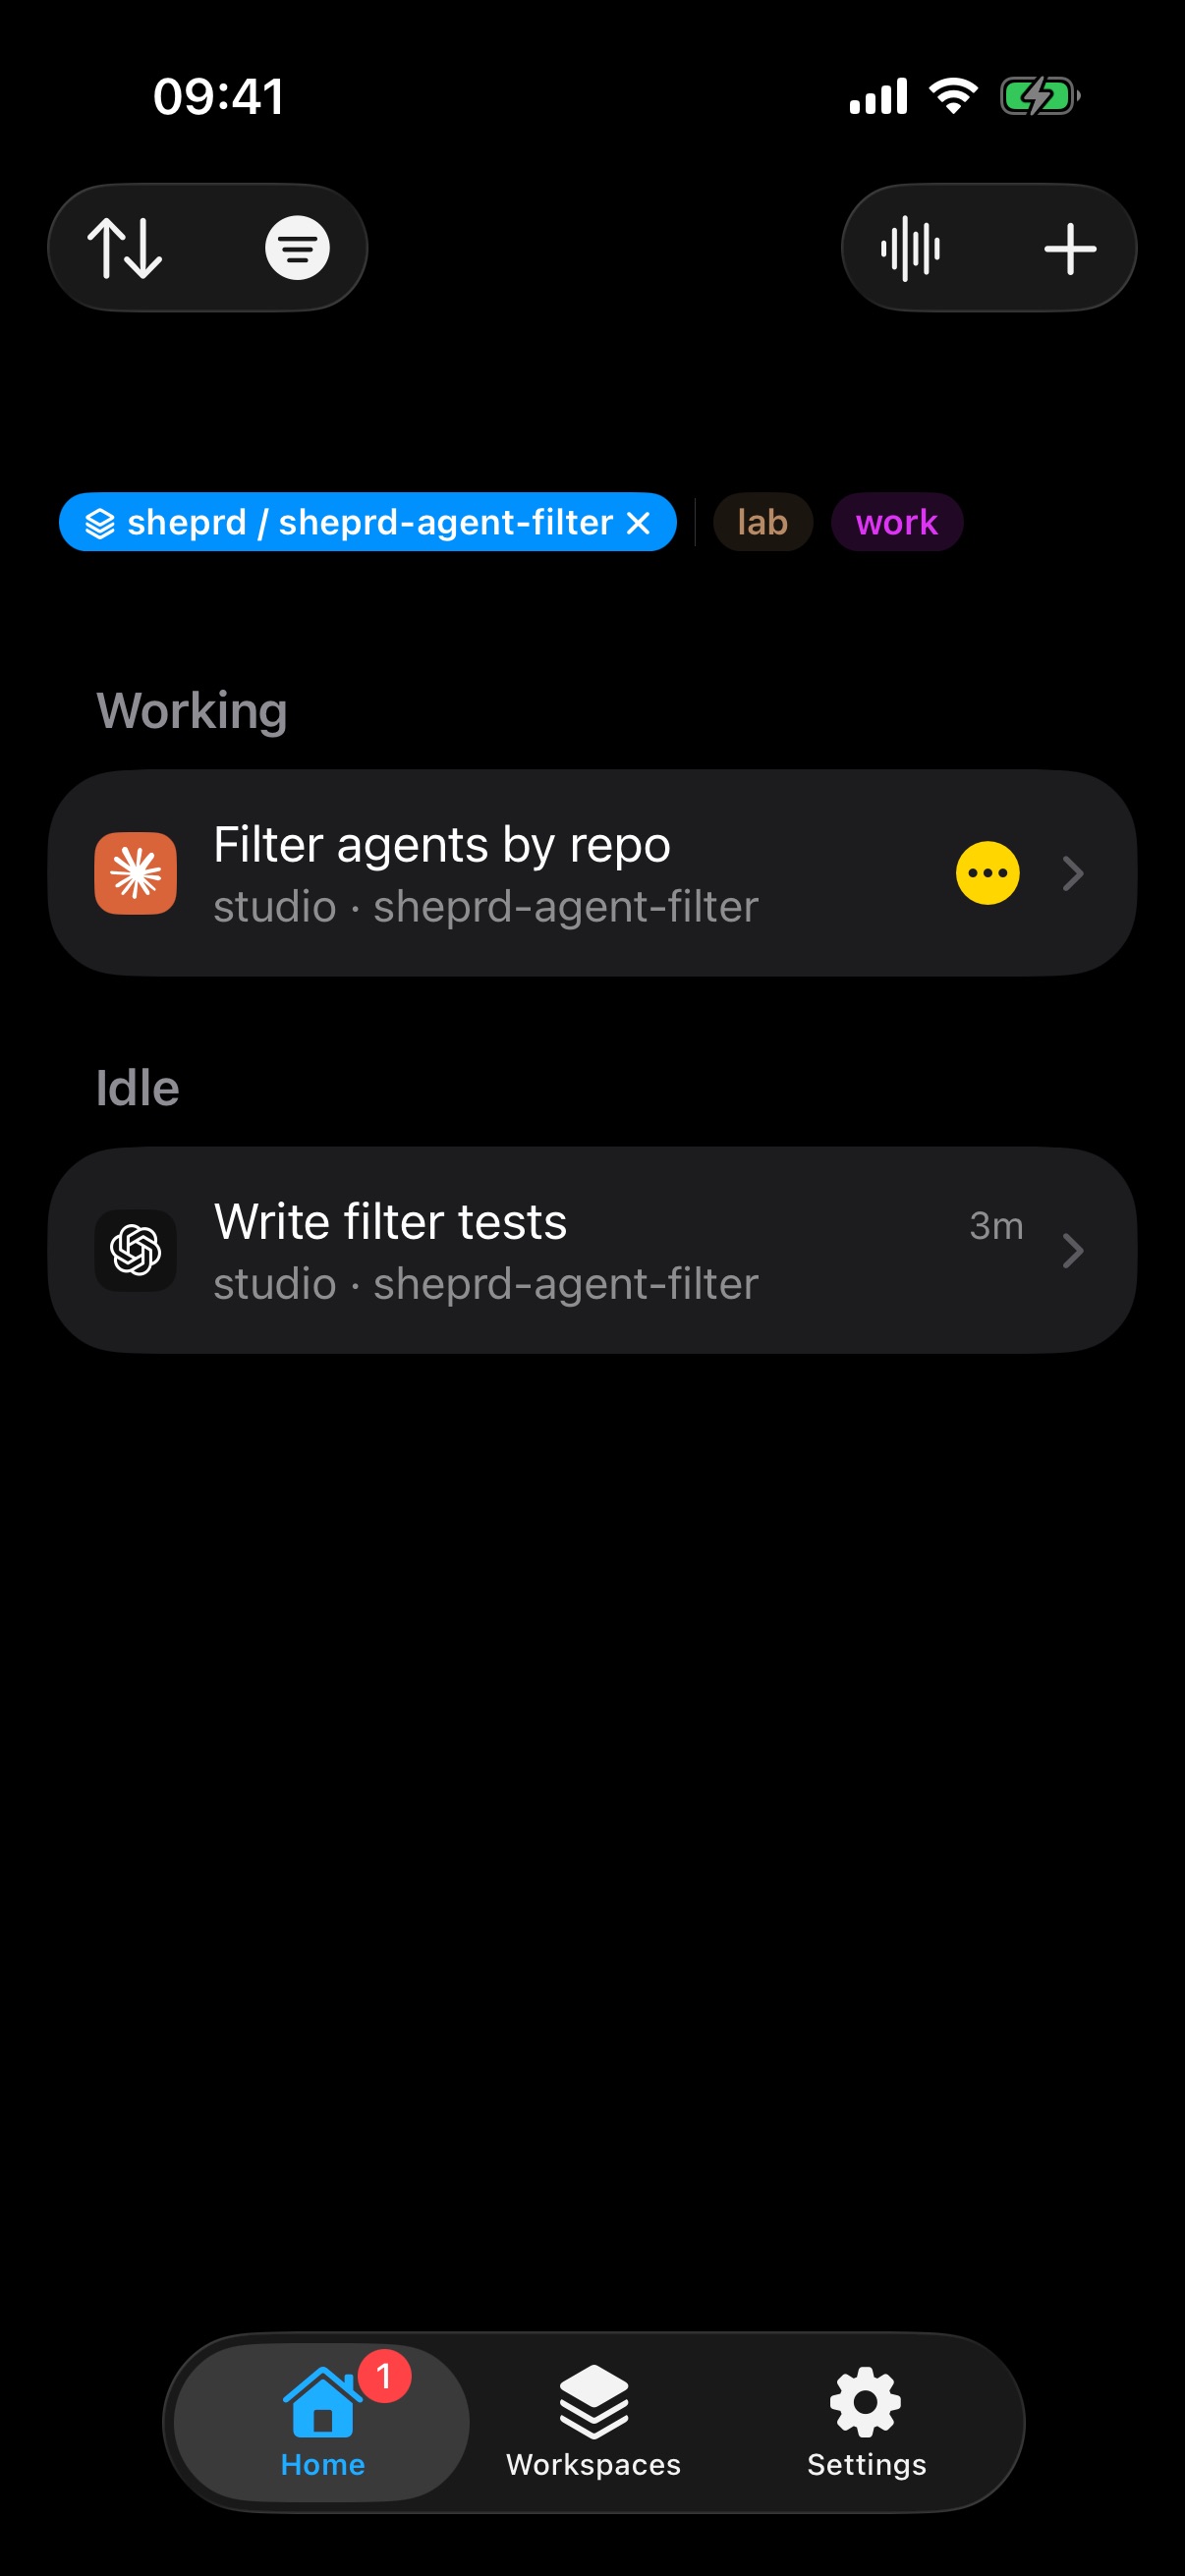 09:41
sheprd / sheprd-agent-filter
lab
work
Working
Filter agents by repo
studio · sheprd-agent-filter
Idle
Write filter tests
3m
studio · sheprd-agent-filter
1
Home
Workspaces
Settings